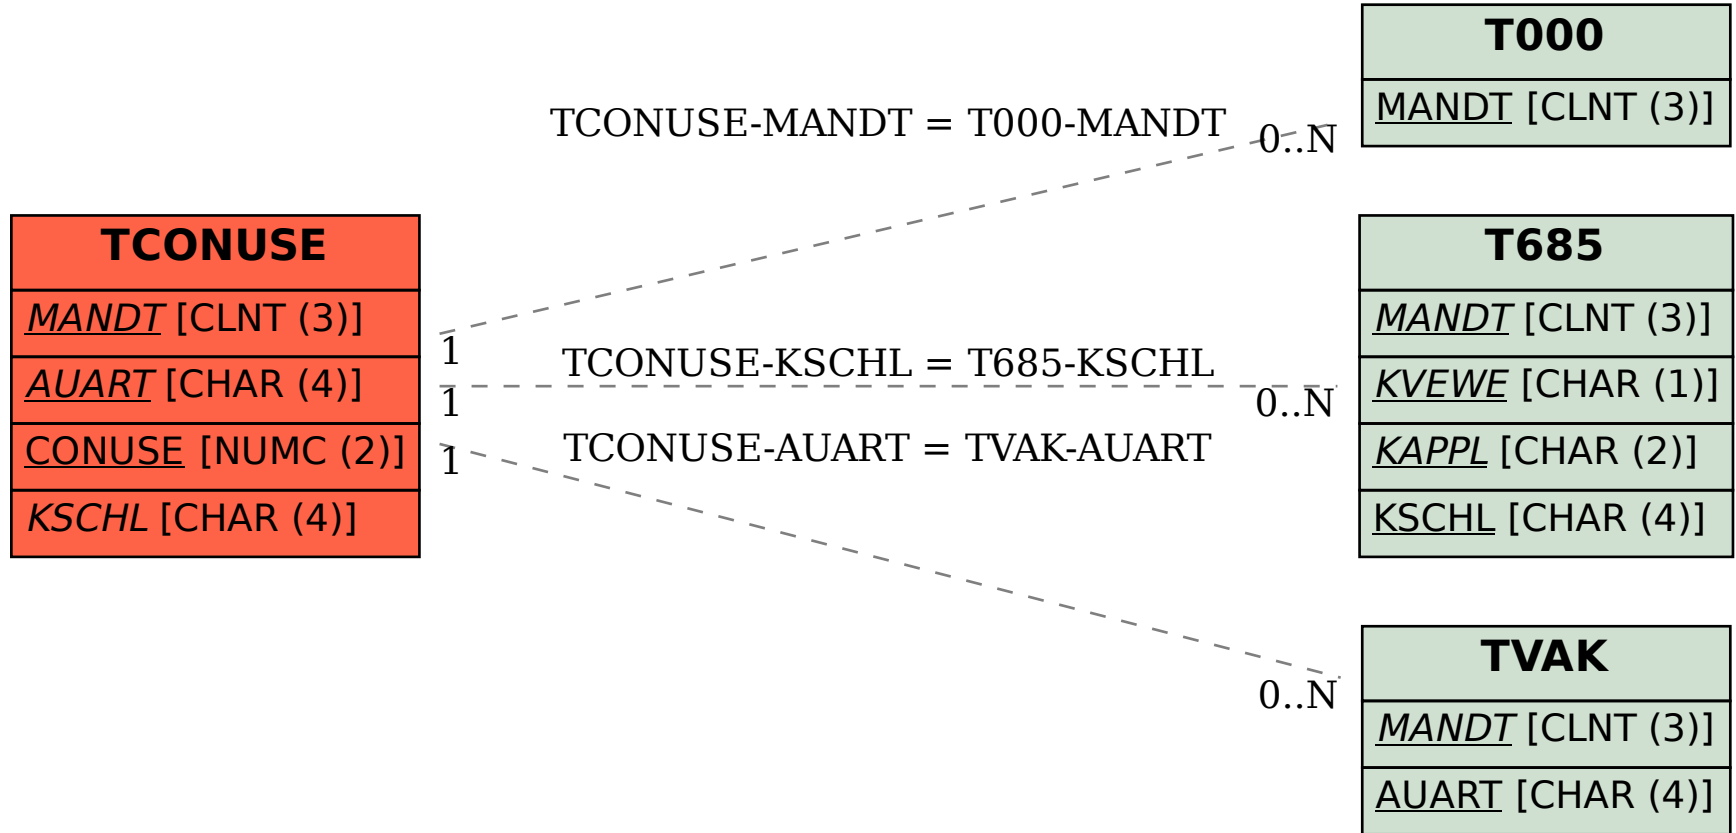 T000
MANDT [CLNT (3)]
TCONUSE-MANDT = T000-MANDT
0..N
TCONUSE
MANDT [CLNT (3)]
AUART [CHAR (4)]
CONUSE [NUMC (2)]
KSCHL [CHAR (4)]
1
TCONUSE-KSCHL = T685-KSCHL
1
0..N
TCONUSE-AUART = TVAK-AUART
1
0..N
T685
MANDT [CLNT (3)]
KVEWE [CHAR (1)]
KAPPL [CHAR (2)]
KSCHL [CHAR (4)]
TVAK
MANDT [CLNT (3)]
AUART [CHAR (4)]